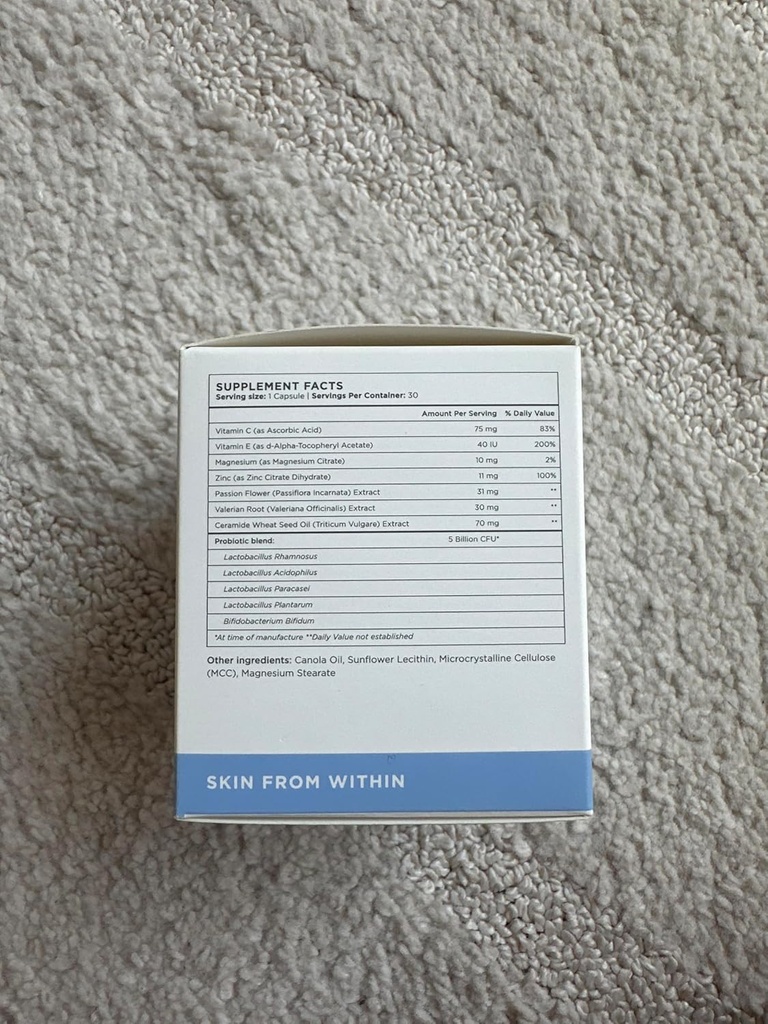 SUPPLEMENT FACTS
Serving size: 1 Capsule | Servings Per Container: 30
Amount Per Serving % Daily Value
Vitamin C (as Ascorbic Acid) 75 mg 83%
Vitamin E (as d-Alpha-Tocopheryl Acetate) 40 IU 200%
Magnesium (as Magnesium Citrate) 10 mg 2%
Zinc (as Zinc Citrate Dihydrate) 11 mg 100%
Passion Flower (Passiflora incarnata) Extract 31 mg **
Valerian Root (Valeriana Officinalis) Extract 30 mg **
Ceramide Wheat Seed Oil (Triticum Vulgare) Extract 70 mg **
Probiotic blend: 5 Billion CFU*
Lactobacillus Rhamnosus
Lactobacillus Acidophilus
Lactobacillus Paracasei
Lactobacillus Plantarum
Bifidobacterium Bifidum
*At time of manufacture **Daily Value not established
Other ingredients: Canola Oil, Sunflower Lecithin, Microcrystalline Cellulose
(MCC), Magnesium Stearate
SKIN FROM WITHIN